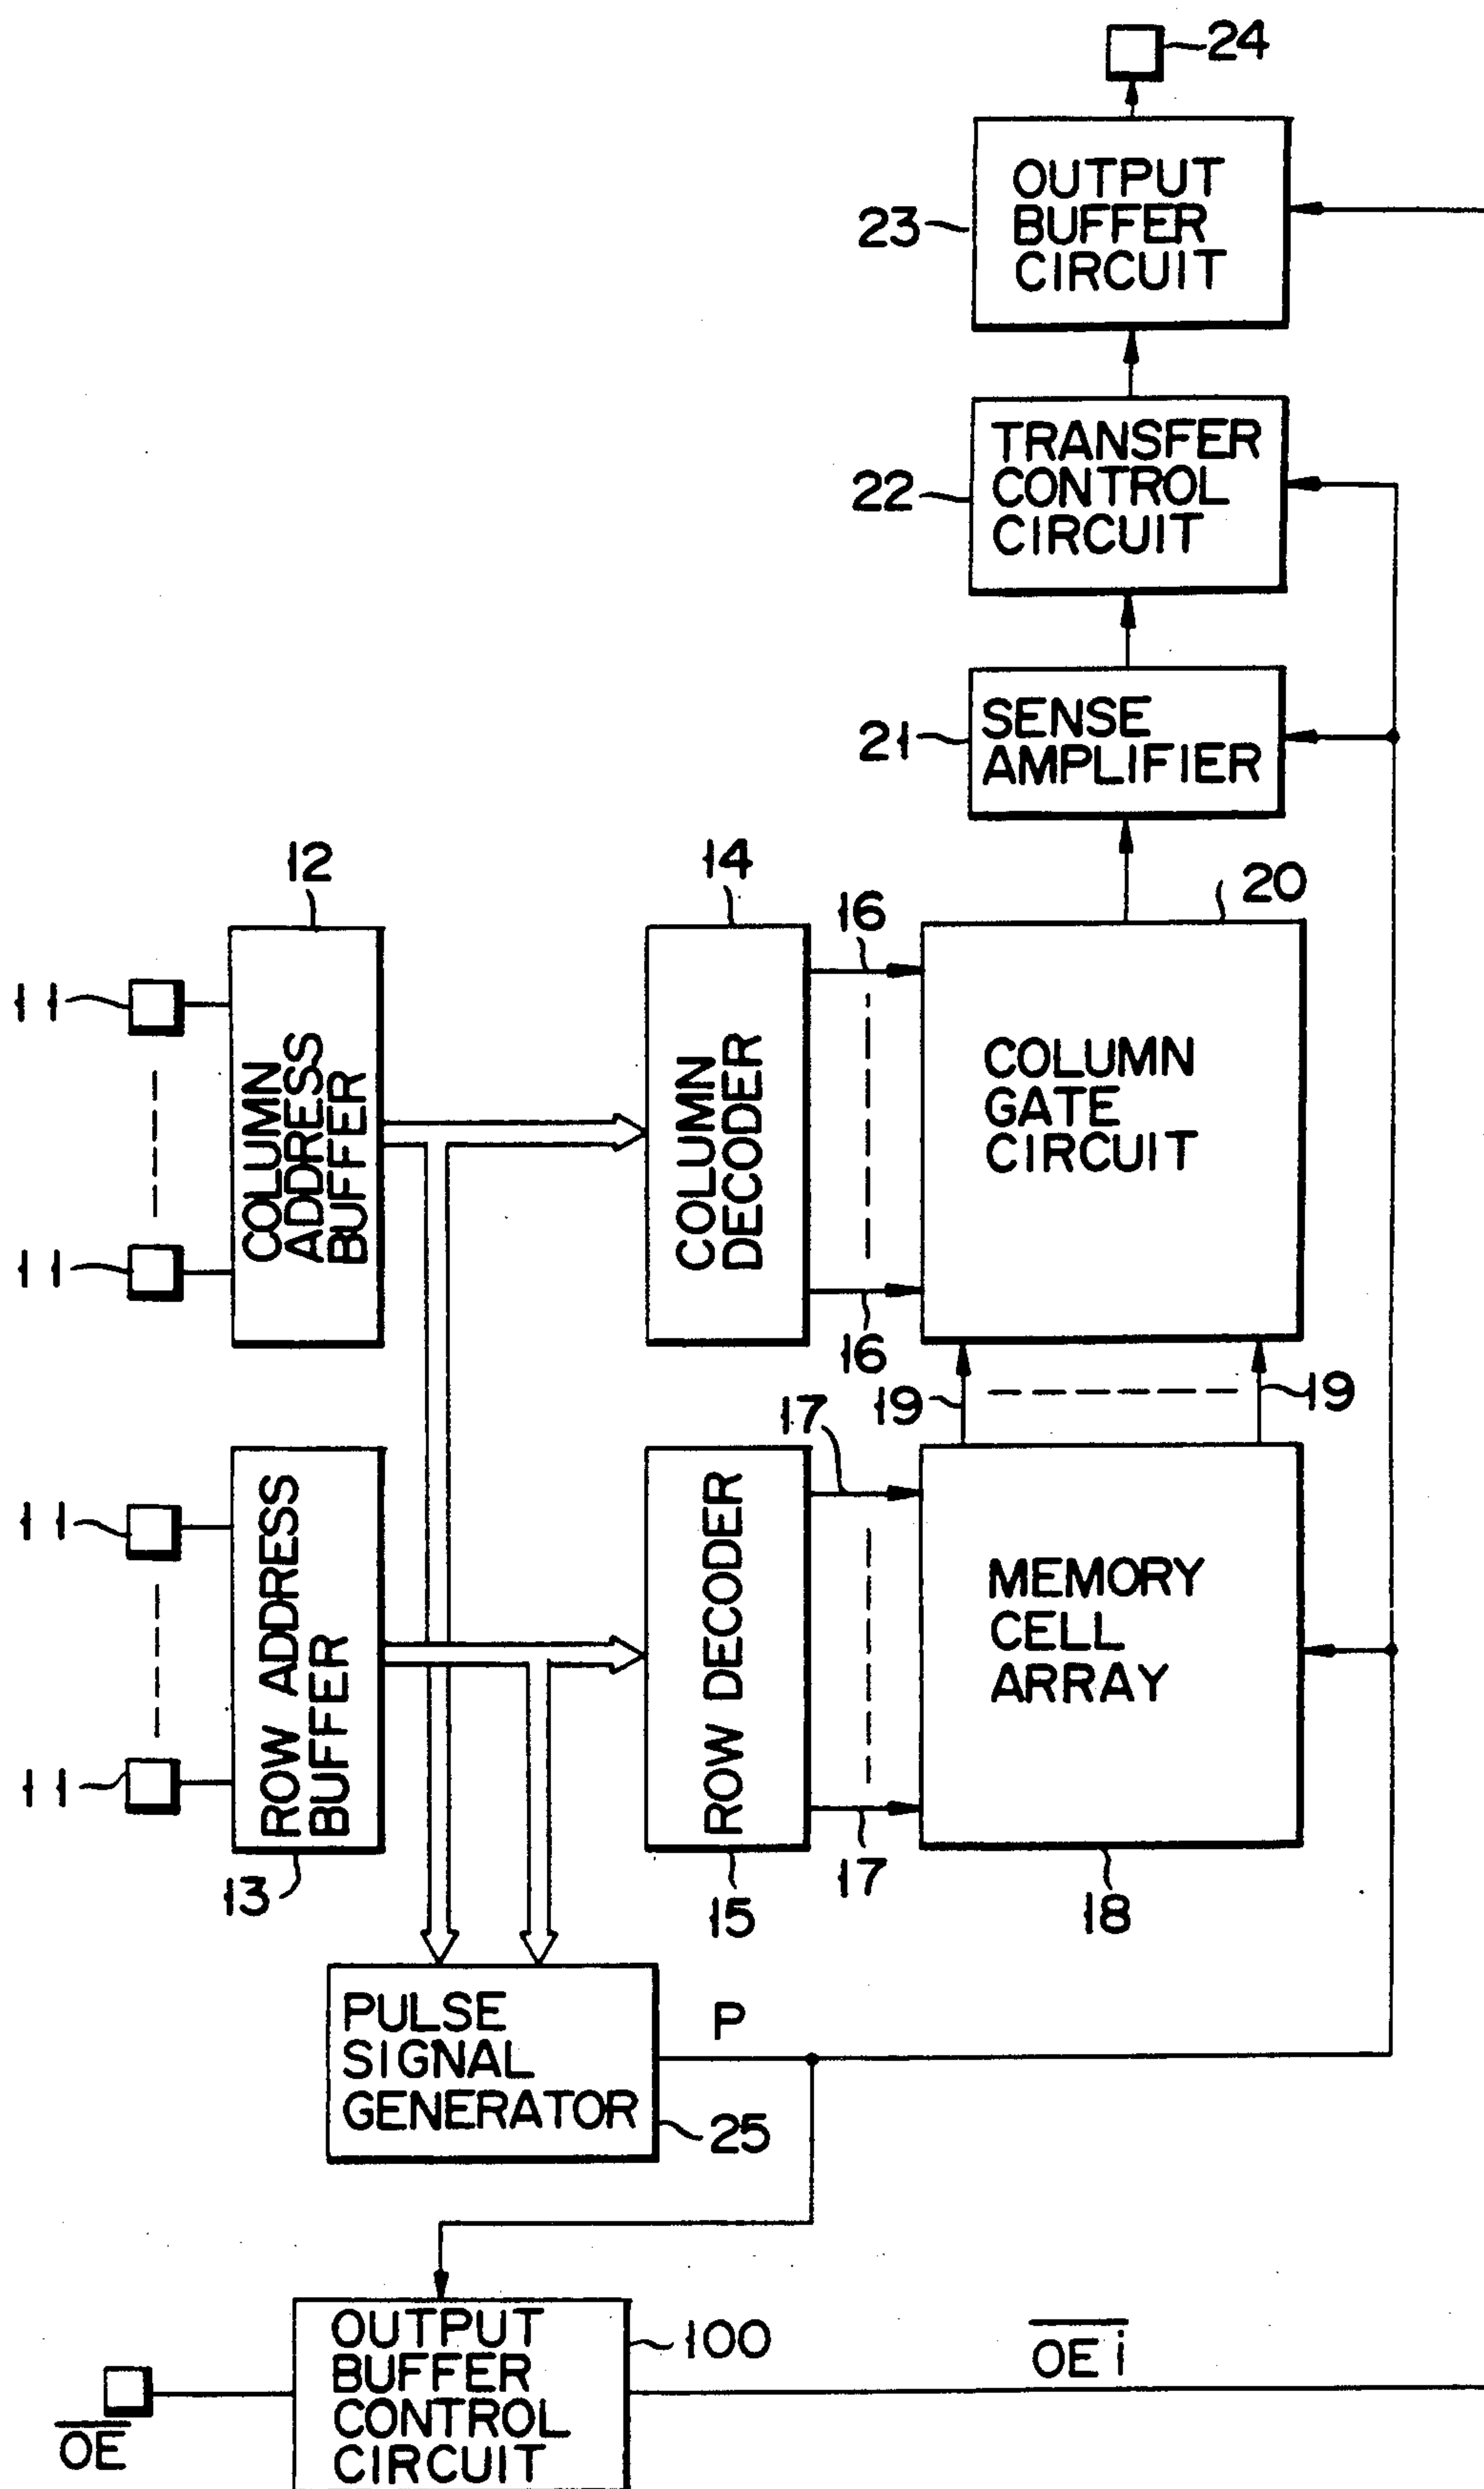 24
OUTPUT
BUFFER
CIRCUIT
23
TRANSFER
CONTROL
CIRCUIT
22
SENSE
AMPLIFIER
21
12
14
16
20
11
COLUMN
ADDRESS
BUFFER
COLUMN
DECODER
COLUMN
GATE
CIRCUIT
11
16
19
19
17
11
ROW ADDRESS
BUFFER
ROW DECODER
MEMORY
CELL
ARRAY
11
13
15
17
18
PULSE
SIGNAL
GENERATOR
P
25
OUTPUT
BUFFER
CONTROL
CIRCUIT
100
OEi
OE